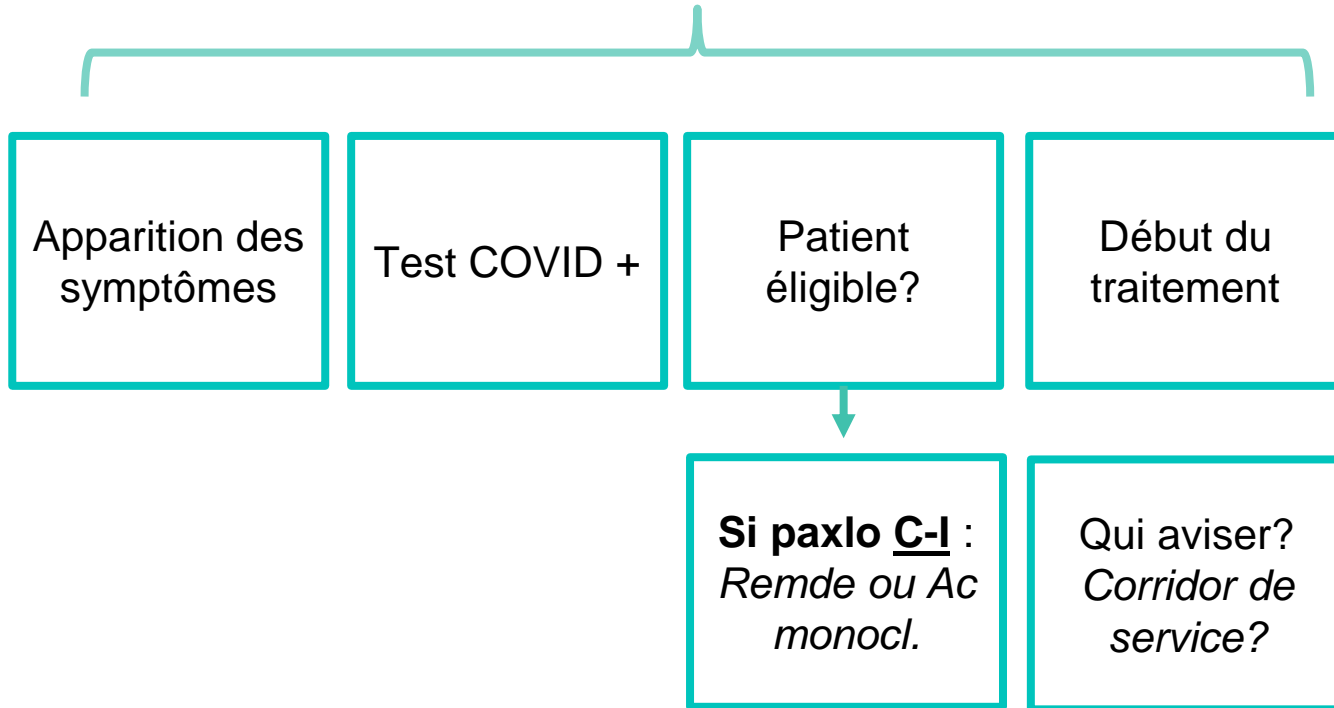 Apparition des
symptômes
Test COVID +
Patient
éligible?
Début du
traitement
Si paxlo C-I :
Remde ou Ac
monocl.
Qui aviser?
Corridor de
service?